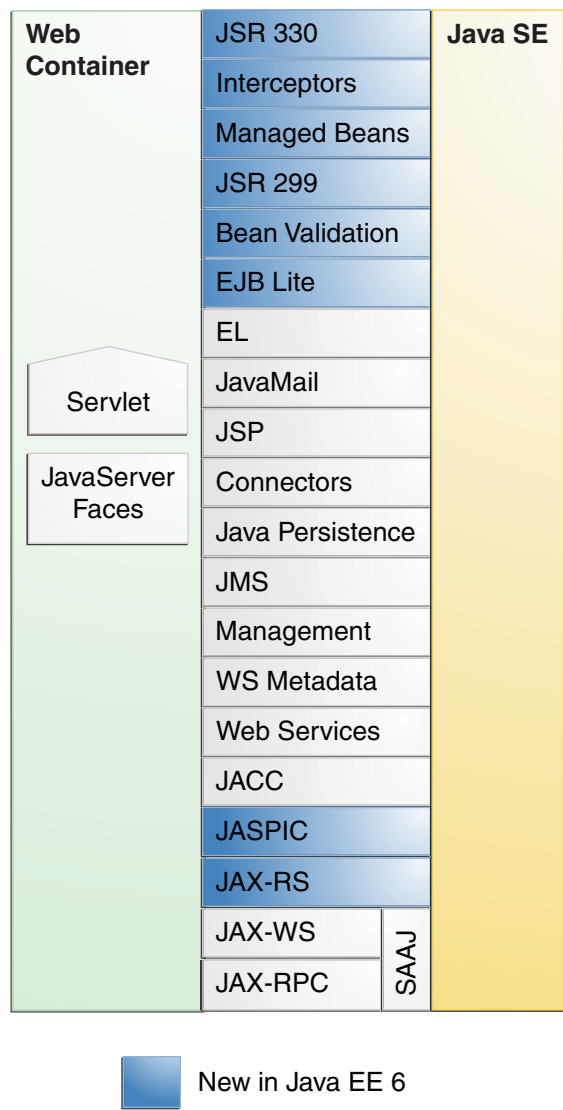 Web
Container
Servlet
JavaServer
Faces
JSR 330
Interceptors
Managed Beans
JSR 299
Bean Validation
EJB Lite
EL
JavaMail
JSP
Connectors
Java Persistence
JMS
Management
WS Metadata
Web Services
JACC
JASPIC
JAX-RS
JAX-WS
JAX-RPC
SAAJ
Java SE
New in Java EE 6